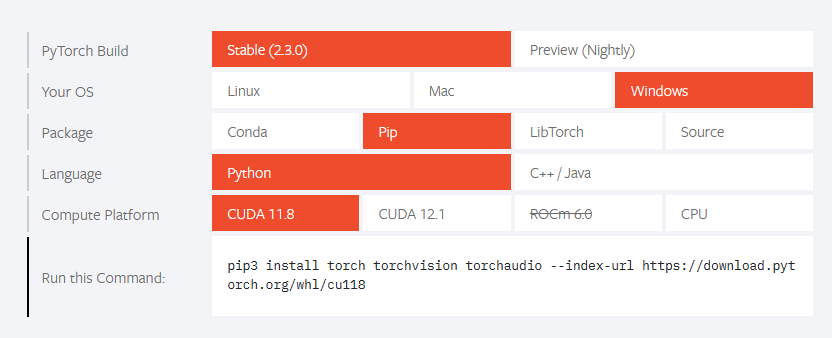 PyTorch Build Stable (2.3.0) Preview (Nightly)
Your OS Linux Mac Windows
Package Conda Pip LibTorch Source
Language Python C++ / Java
Compute Platform CUDA 11.8 CUDA 12.1 ROCm 6.0 CPU
Run this Command: pip3 install torch torchvision torchaudio --index-url https://download.pyt
orch.org/whl/cu118